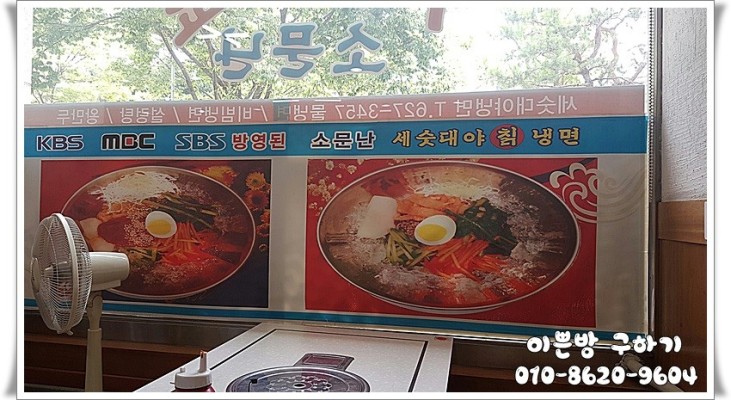 소문난
세숫대야냉면 T.627-3457 물냉면 / 비빔냉면 / 설렁탕 / 왕만두
KBS MBC SBS 방영된 소문난 세숫대야 칡 냉면
이쁜방 구하기
010-8620-9604